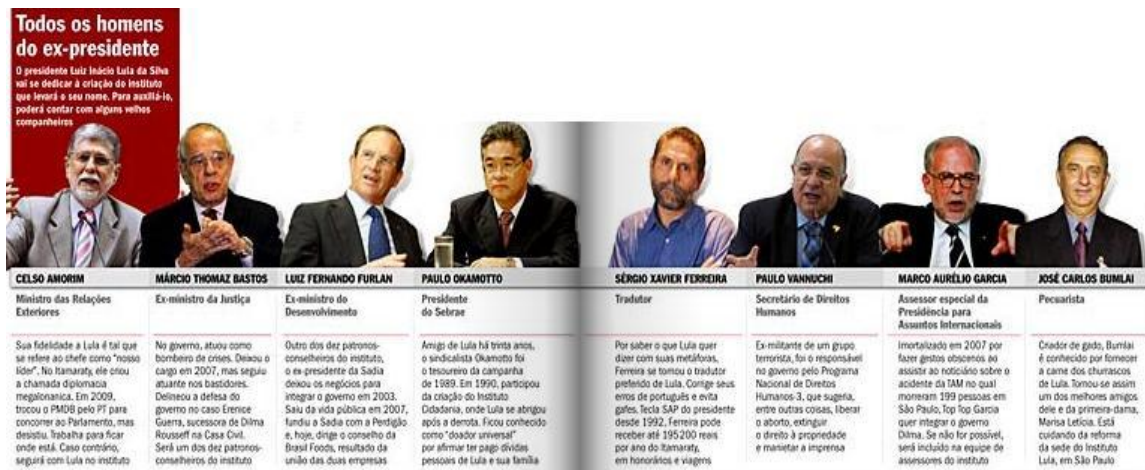 Todos os homens
do ex-presidente
O presidente Luiz Inácio Lula da Silva
vai se dedicar à criação do instituto
que levará o seu nome. Para auxiliá-lo,
poderá contar com alguns velhos
companheiros
CELSO AMORIM
Ministro das Relações
Exteriores
Sua fidelidade a Lula é tal que
se refere ao chefe como "nosso
líder". No Itamaraty, ele criou
a chamada diplomacia
megalonanica. Em 2009,
trocou o PMDB pelo PT para
concorrer ao Parlamento, mas
desistiu. Trabalha para ficar
onde está. Caso contrário,
seguirá com Lula no instituto
MÁRCIO THOMAZ BASTOS
Ex-ministro da Justiça
No governo, atuou como
bombeiro de crises. Deixou o
cargo em 2007, mas seguiu
atuante nos bastidores.
Delineou a defesa do
governo no caso Erenice
Guerra, sucessora de Dilma
Rousseff na Casa Civil.
Será um dos dez patronos-
conselheiros do instituto
LUIZ FERNANDO FURLAN
Ex-ministro do
Desenvolvimento
Outro dos dez patronos-
conselheiros do instituto,
o ex-presidente da Sadia
deixou os negócios para
integrar o governo em 2003.
Saiu da vida pública em 2007,
fundiu a Sadia com a Perdigão
e, hoje, dirige o conselho da
Brasil Foods, resultado da
união das duas empresas
PAULO OKAMOTTO
Presidente
do Sebrae
Amigo de Lula há trinta anos,
o sindicalista Okamotto foi
o tesoureiro da campanha
de 1989. Em 1990, participou
da criação do Instituto
Cidadania, onde Lula se abrigou
após a derrota. Ficou conhecido
como "doador universal"
por afirmar ter pago dívidas
pessoais de Lula e sua família
SÉRGIO XAVIER FERREIRA
Tradutor
Por saber o que Lula quer
dizer com suas metáforas,
Ferreira se tornou o tradutor
preferido de Lula. Corrige seus
erros de português e evita
gafes. Tecla SAP do presidente
desde 1992, Ferreira pode
receber até 195 200 reais
por ano do Itamaraty,
em honorários e viagens
PAULO VANNUCHI
Secretário de Direitos
Humanos
Ex-militante de um grupo
terrorista, foi o responsável
no governo pelo Programa
Nacional de Direitos
Humanos-3, que sugeria,
entre outras coisas, liberar
o aborto, extinguir
o direito à propriedade
e manietar a imprensa
MARCO AURÉLIO GARCIA
Assessor especial da
Presidência para
Assuntos Internacionais
Imortalizado em 2007 por
fazer gestos obscenos ao
assistir ao noticiário sobre o
acidente da TAM no qual
morreram 199 pessoas em
São Paulo, Top Top Garcia
quer integrar o governo
Dilma. Se não for possível,
será incluído na equipe de
assessores do instituto
JOSÉ CARLOS BUMLAI
Pecuarista
Criador de gado, Bumlai
é conhecido por fornecer
a carne dos churrascos
de Lula. Tornou-se assim
um dos melhores amigos
dele e da primeira-dama,
Marisa Letícia. Está
cuidando da reforma
da sede do Instituto
Lula, em São Paulo